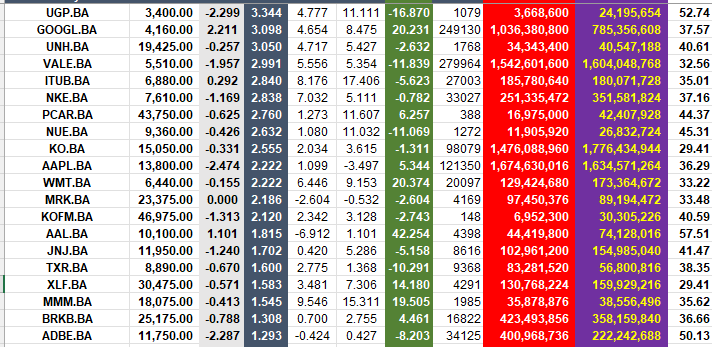 UGP.BA 3,400.00 -2.299 3.344 4.777 11.111 -16.870 1079 3,668,600 24,195,654 52.74
GOOGL.BA 4,160.00 2.211 3.098 4.654 8.475 20.231 249130 1,036,380,800 785,356,608 37.57
UNH.BA 19,425.00 -0.257 3.050 4.717 5.427 -2.632 1768 34,343,400 40,547,188 40.61
VALE.BA 5,510.00 -1.957 2.991 5.556 5.354 -11.839 279964 1,542,601,600 1,604,048,768 32.56
ITUB.BA 6,880.00 0.292 2.840 8.176 17.406 -5.623 27003 185,780,640 180,071,728 35.01
NKE.BA 7,610.00 -1.169 2.838 7.032 5.111 -0.782 33027 251,335,472 351,581,824 37.16
PCAR.BA 43,750.00 -0.625 2.760 1.273 11.607 6.257 388 16,975,000 42,407,928 44.37
NUE.BA 9,360.00 -0.426 2.632 1.080 11.032 -11.069 1272 11,905,920 26,832,724 45.31
KO.BA 15,050.00 -0.331 2.555 2.034 3.615 -1.311 98079 1,476,088,960 1,776,434,944 29.41
AAPL.BA 13,800.00 -2.474 2.222 1.099 -3.497 5.344 121350 1,674,630,016 1,634,571,264 36.29
WMT.BA 6,440.00 -0.155 2.222 6.446 9.153 20.374 20097 129,424,680 173,364,672 33.22
MRK.BA 23,375.00 0.000 2.186 -2.604 -0.532 -2.604 4169 97,450,376 89,194,472 33.48
KOFM.BA 46,975.00 -1.313 2.120 2.342 3.128 -2.743 148 6,952,300 30,305,226 40.59
AAL.BA 10,100.00 1.101 1.815 -6.912 1.101 42.254 4398 44,419,800 74,128,016 57.51
JNJ.BA 11,950.00 -1.240 1.702 0.420 5.286 -5.158 8616 102,961,200 154,985,040 41.47
TXR.BA 8,890.00 -0.670 1.600 2.775 1.368 -10.291 9368 83,281,520 56,800,816 38.35
XLF.BA 30,475.00 -0.571 1.583 3.481 7.306 14.180 4291 130,768,224 159,929,216 29.41
MMM.BA 18,075.00 -0.413 1.545 9.546 15.311 19.505 1985 35,878,876 38,556,496 35.62
BRKB.BA 25,175.00 -0.788 1.308 0.700 2.755 4.461 16822 423,493,856 358,159,840 36.66
ADBE.BA 11,750.00 -2.287 1.293 -0.424 0.427 -8.203 34125 400,968,736 222,242,688 50.13